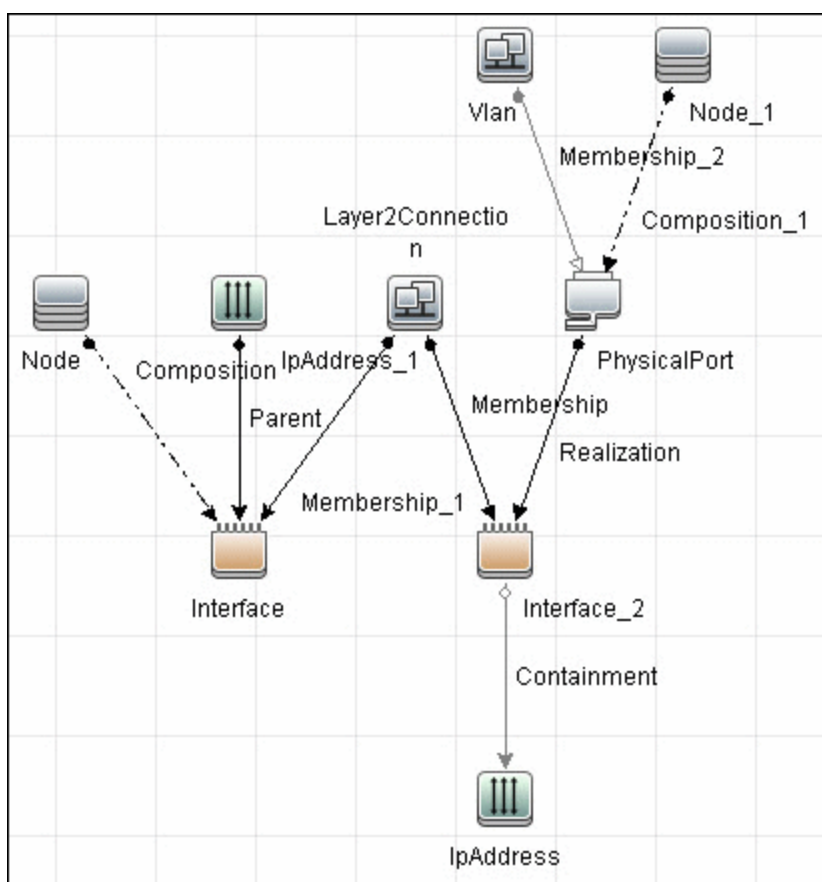 Vlan
Node_1
Membership_2
Layer2Connectio
n
Composition_1
Node
Composition
IpAddress_1
PhysicalPort
Parent
Membership
Realization
Membership_1
Interface
Interface_2
Containment
IpAddress